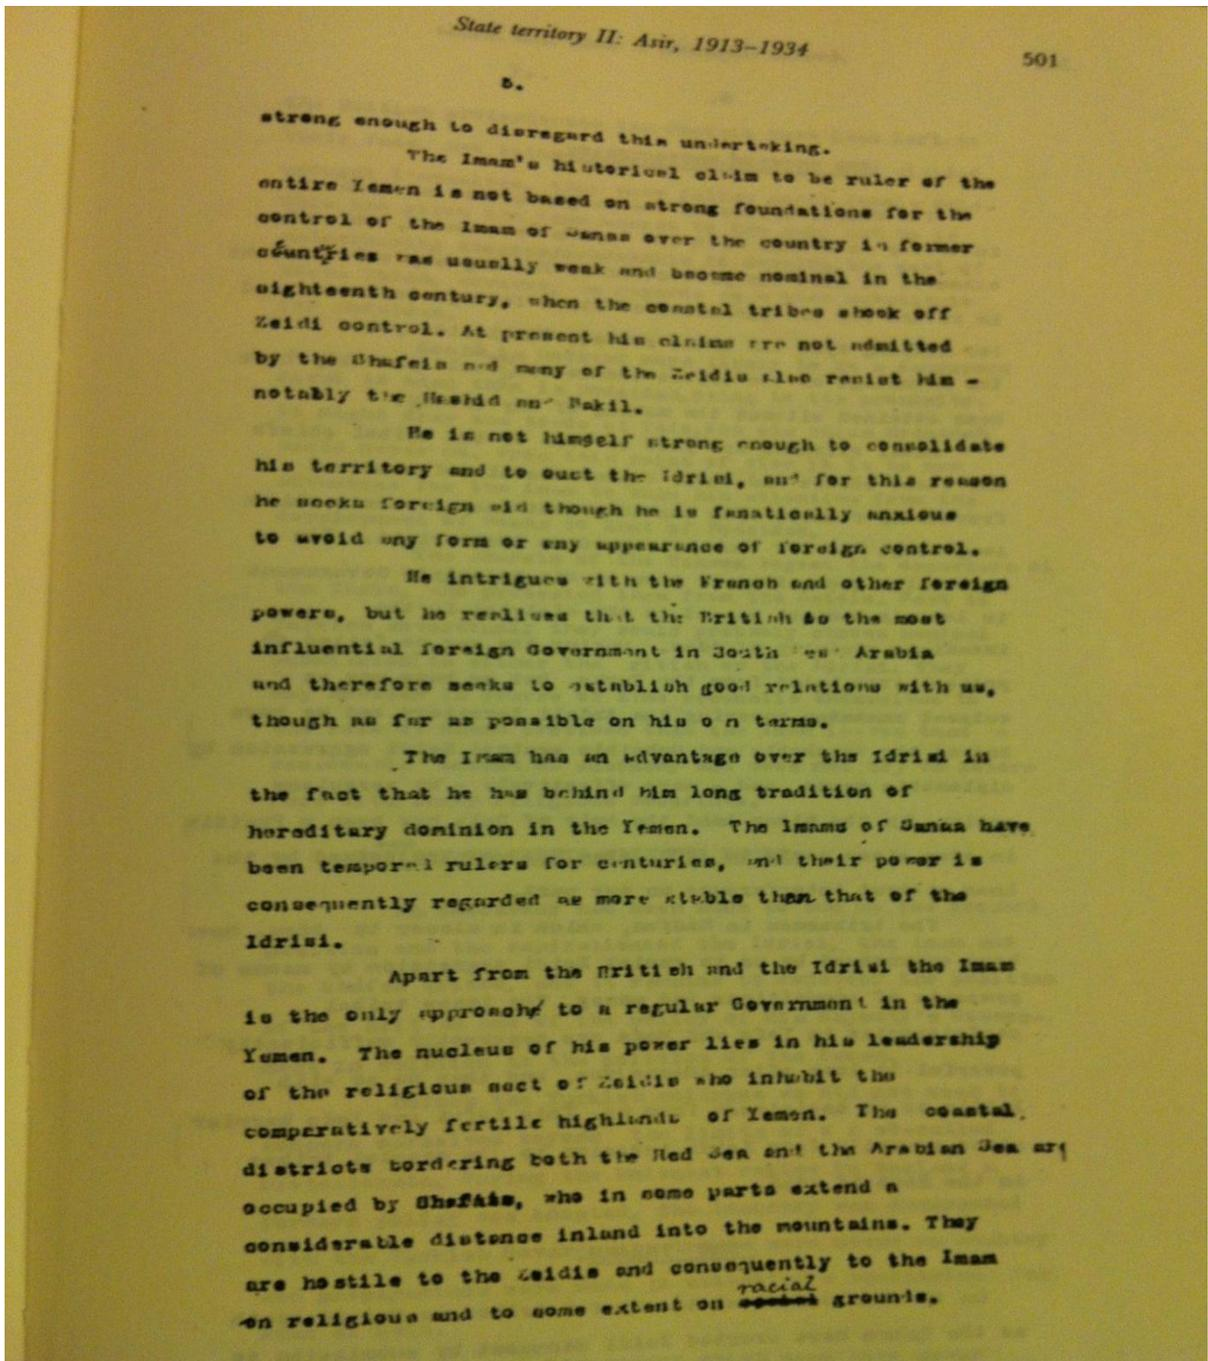 State territory II: Asir, 1913–1934
501
5.
strong enough to disregard this undertaking.
The Imam's historical claim to be ruler of the
entire Yemen is not based on strong foundations for the
control of the Imam of Sanaa over the country in former
countries was usually weak and became nominal in the
eighteenth century, when the coastal tribes shook off
Zeidi control. At present his claims are not admitted
by the Shafeis and many of the Zeidis also resist him -
notably the Hashid and Bakil.
He is not himself strong enough to consolidate
his territory and to oust the Idrisi, and for this reason
he seeks foreign aid though he is fanatically anxious
to avoid any form or any appearance of foreign control.
He intrigues with the French and other foreign
powers, but he realises that the British is the most
influential foreign Government in South West Arabia
and therefore seeks to establish good relations with us,
though as far as possible on his own terms.
The Imam has an advantage over the Idrisi in
the fact that he has behind him long tradition of
hereditary dominion in the Yemen. The Imams of Sanaa have
been temporal rulers for centuries, and their power is
consequently regarded as more stable than that of the
Idrisi.
Apart from the British and the Idrisi the Imam
is the only approach to a regular Government in the
Yemen. The nucleus of his power lies in his leadership
of the religious sect of Zeidis who inhabit the
comparatively fertile highlands of Yemen. The coastal
districts bordering both the Red Sea and the Arabian Sea are
occupied by Shafais, who in some parts extend a
considerable distance inland into the mountains. They
are hostile to the Zeidis and consequently to the Imam
on religious and to some extent on racial grounds.